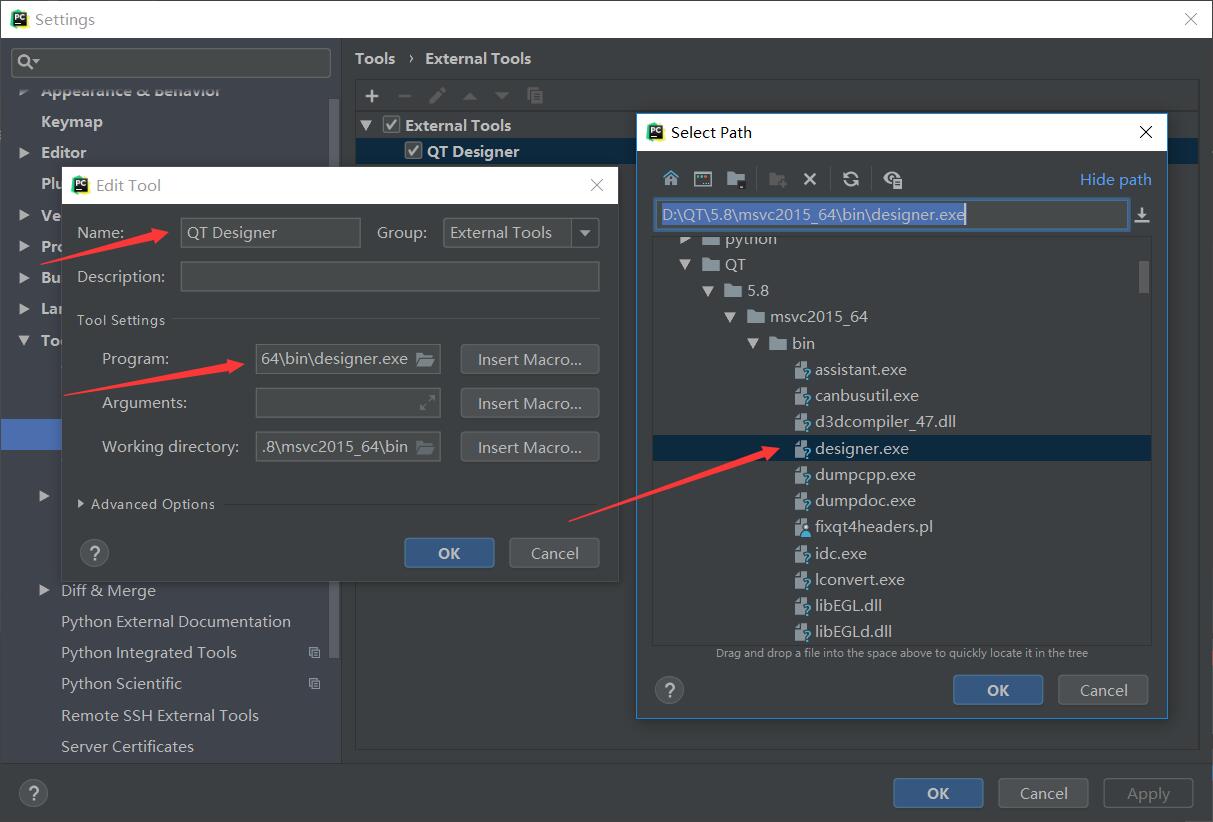 Settings
Appearance & Behavior
Keymap
Editor
Plu
Ve
Pro
Bu
Lar
Too
Diff & Merge
Python External Documentation
Python Integrated Tools
Python Scientific
Remote SSH External Tools
Server Certificates
Tools › External Tools
External Tools
QT Designer
Edit Tool
Name: QT Designer Group: External Tools
Description:
Tool Settings
Program: 64\bin\designer.exe Insert Macro...
Arguments: Insert Macro...
Working directory: .8\msvc2015_64\bin Insert Macro...
Advanced Options
? OK Cancel
Select Path
Hide path
D:\QT\5.8\msvc2015_64\bin\designer.exe
python
QT
5.8
msvc2015_64
bin
assistant.exe
canbusutil.exe
d3dcompiler_47.dll
designer.exe
dumpcpp.exe
dumpdoc.exe
fixqt4headers.pl
idc.exe
lconvert.exe
libEGL.dll
libEGLd.dll
Drag and drop a file into the space above to quickly locate it in the tree
? OK Cancel
? OK Cancel Apply